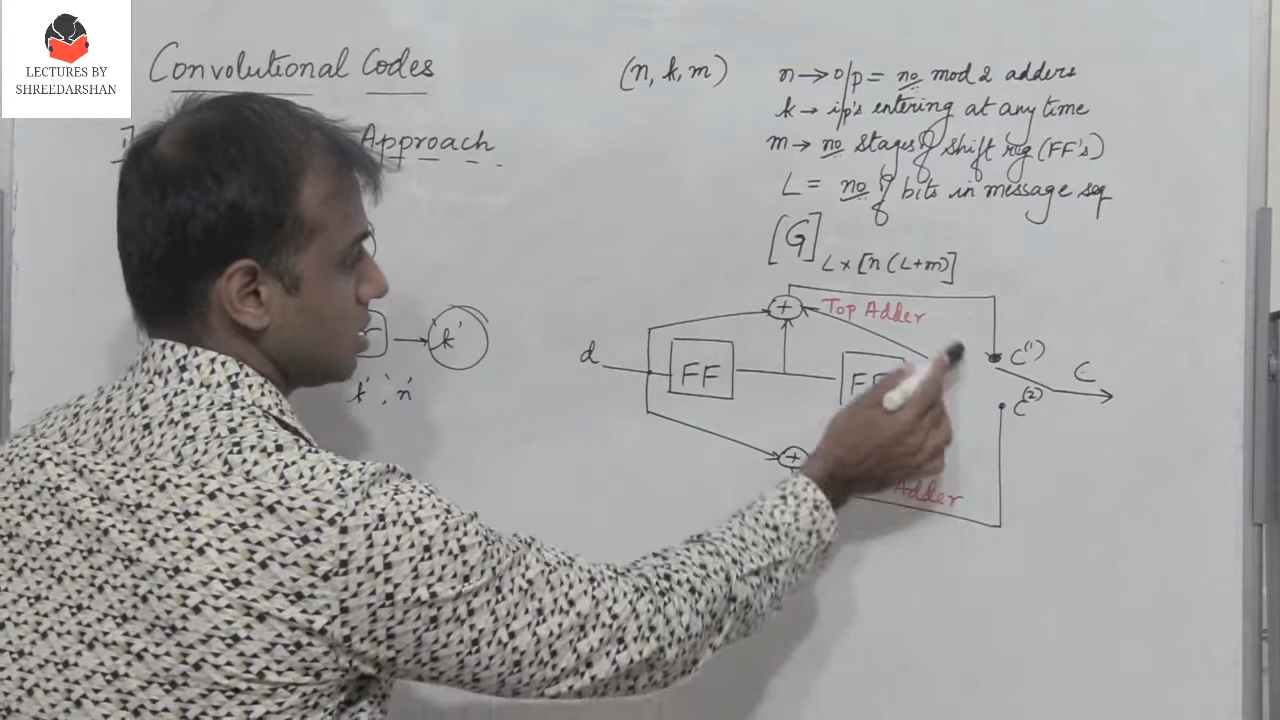 LECTURES BY
SHREEDARSHAN
Convolutional Codes
Approach
(n, k, m)
n → o/p = no mod 2 adders
k → i/p's entering at any time
m → no stages of shift reg (FF's)
L = no of bits in message seq
[G] L × [n (L+m)]
k'
k' ; n'
d
FF
+
Top Adder
FF
+
Adder
C(1)
C(2)
C